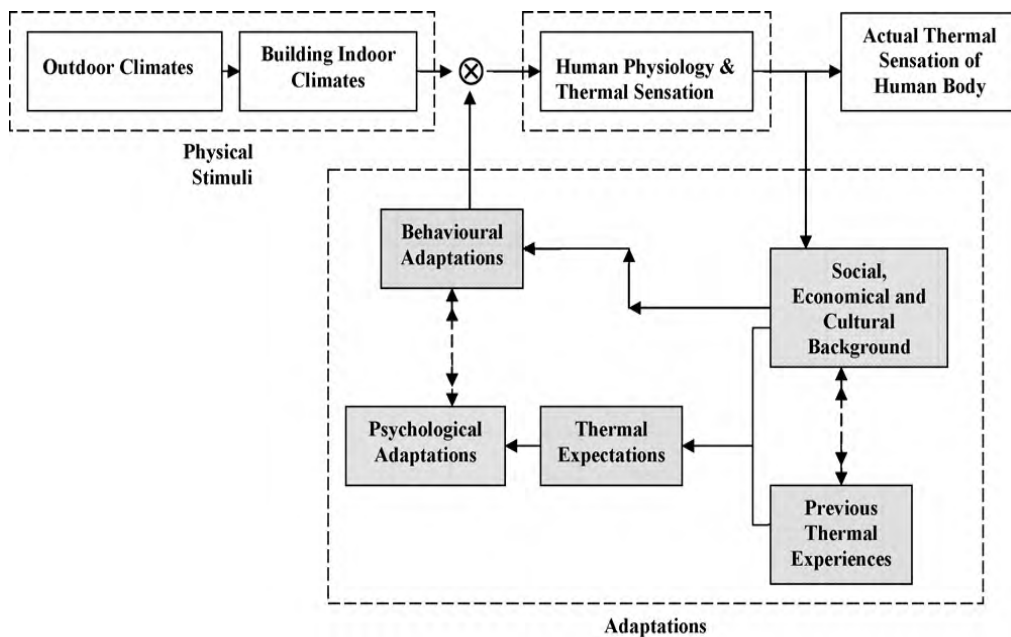 Outdoor Climates
Building Indoor
Climates
Human Physiology &
Thermal Sensation
Actual Thermal
Sensation of
Human Body
Physical
Stimuli
Behavioural
Adaptations
Social,
Economical and
Cultural
Background
Psychological
Adaptations
Thermal
Expectations
Previous
Thermal
Experiences
Adaptations